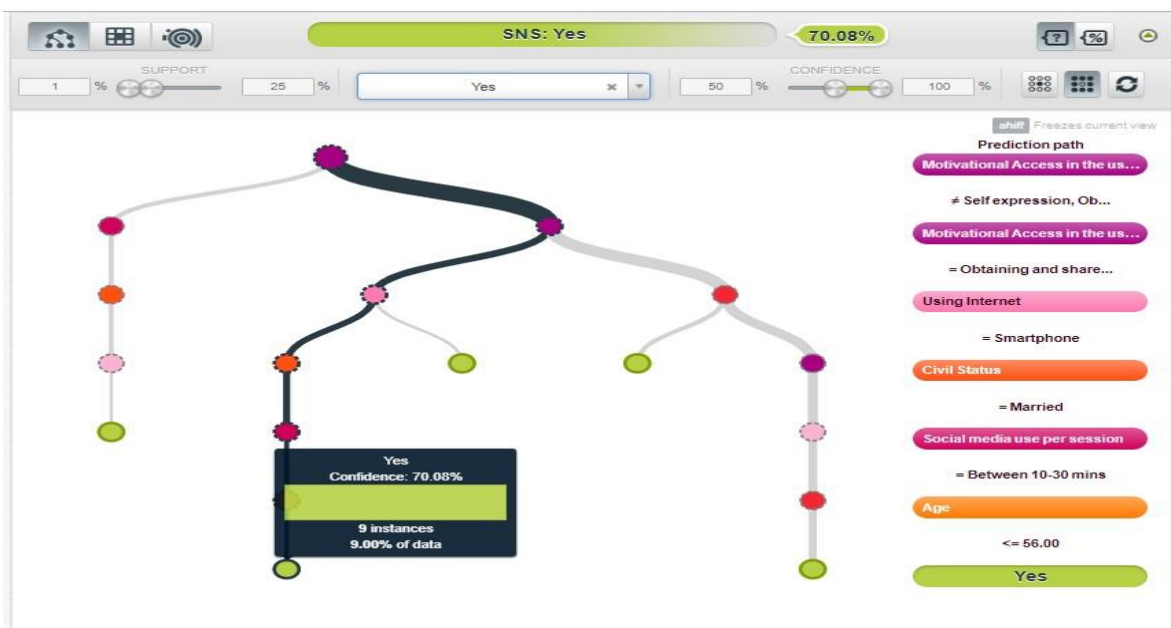 SNS: Yes
70.08%
SUPPORT
1 %
25 %
Yes
50 %
CONFIDENCE
100 %
shift Freezes current view
Prediction path
Motivational Access in the us...
≠ Self expression, Ob...
Motivational Access in the us...
= Obtaining and share...
Using Internet
= Smartphone
Civil Status
= Married
Social media use per session
= Between 10-30 mins
Age
<= 56.00
Yes
Yes
Confidence: 70.08%
9 instances
9.00% of data